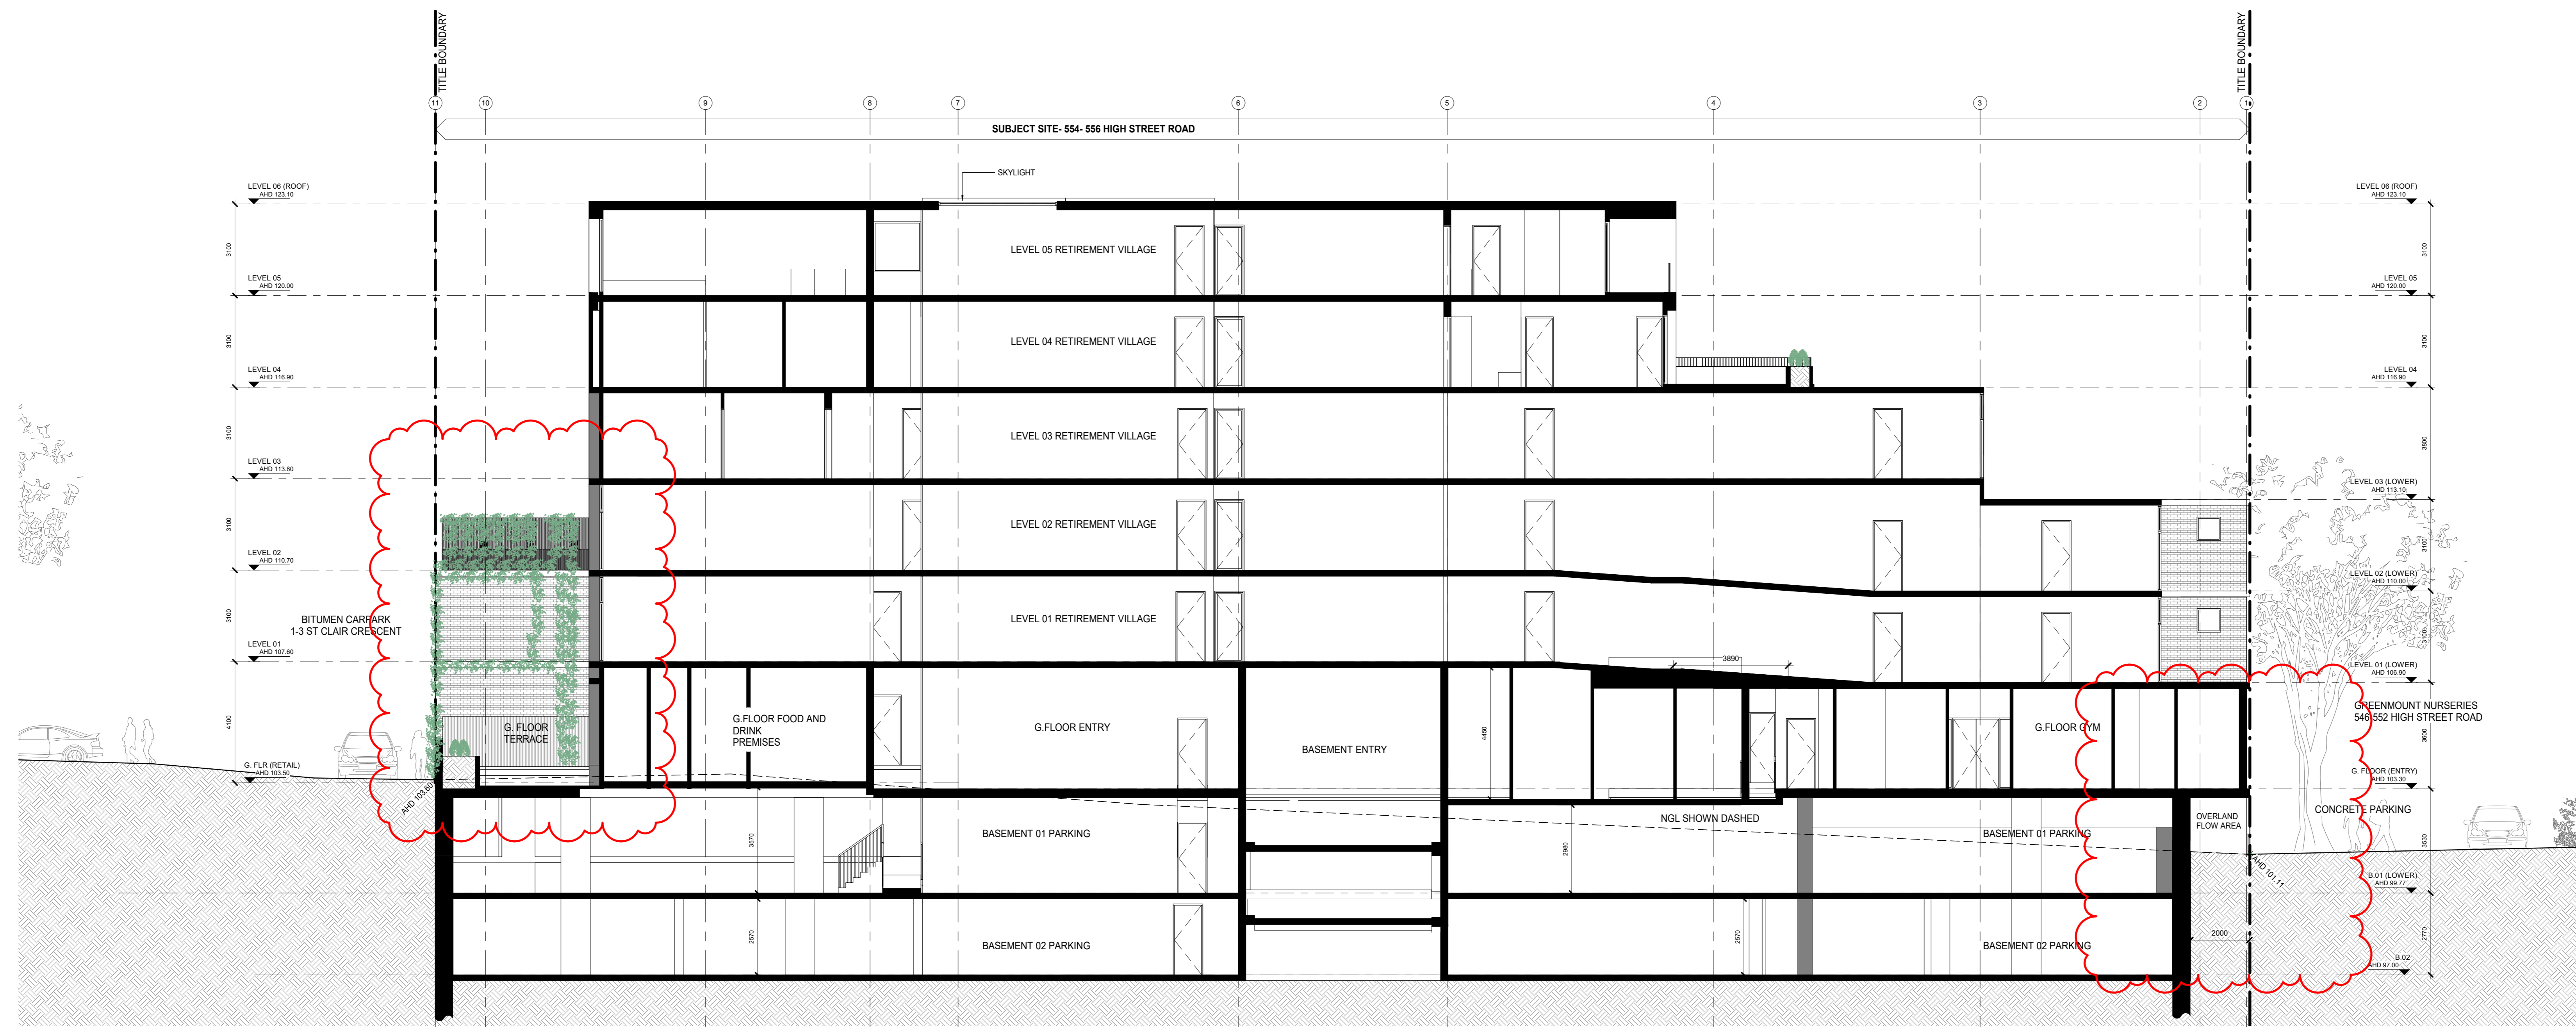 TITLE BOUNDARY
TITLE BOUNDARY
11
10
9
8
7
6
5
4
3
2
1
SUBJECT SITE- 554- 556 HIGH STREET ROAD
SKYLIGHT
LEVEL 06 (ROOF)
AHD 123.10
3100
LEVEL 05
AHD 120.00
3100
LEVEL 04
AHD 116.90
3100
LEVEL 03
AHD 113.80
3100
LEVEL 02
AHD 110.70
3100
LEVEL 01
AHD 107.60
4100
G. FLR (RETAIL)
AHD 103.50
BITUMEN CARPARK
1-3 ST CLAIR CRESCENT
AHD 103.60
LEVEL 05 RETIREMENT VILLAGE
LEVEL 04 RETIREMENT VILLAGE
LEVEL 03 RETIREMENT VILLAGE
LEVEL 02 RETIREMENT VILLAGE
LEVEL 01 RETIREMENT VILLAGE
3890
G. FLOOR
TERRACE
G.FLOOR FOOD AND
DRINK
PREMISES
G.FLOOR ENTRY
BASEMENT ENTRY
4450
G.FLOOR GYM
3570
BASEMENT 01 PARKING
2980
NGL SHOWN DASHED
BASEMENT 01 PARKING
OVERLAND
FLOW AREA
2570
BASEMENT 02 PARKING
2570
BASEMENT 02 PARKING
2000
AHD 101.11
LEVEL 06 (ROOF)
AHD 123.10
3100
LEVEL 05
AHD 120.00
3100
LEVEL 04
AHD 116.90
3800
LEVEL 03 (LOWER)
AHD 113.10
3100
LEVEL 02 (LOWER)
AHD 110.00
3100
LEVEL 01 (LOWER)
AHD 106.90
GREENMOUNT NURSERIES
546-552 HIGH STREET ROAD
3600
G. FLOOR (ENTRY)
AHD 103.30
CONCRETE PARKING
3530
B.01 (LOWER)
AHD 99.77
2770
B.02
AHD 97.00